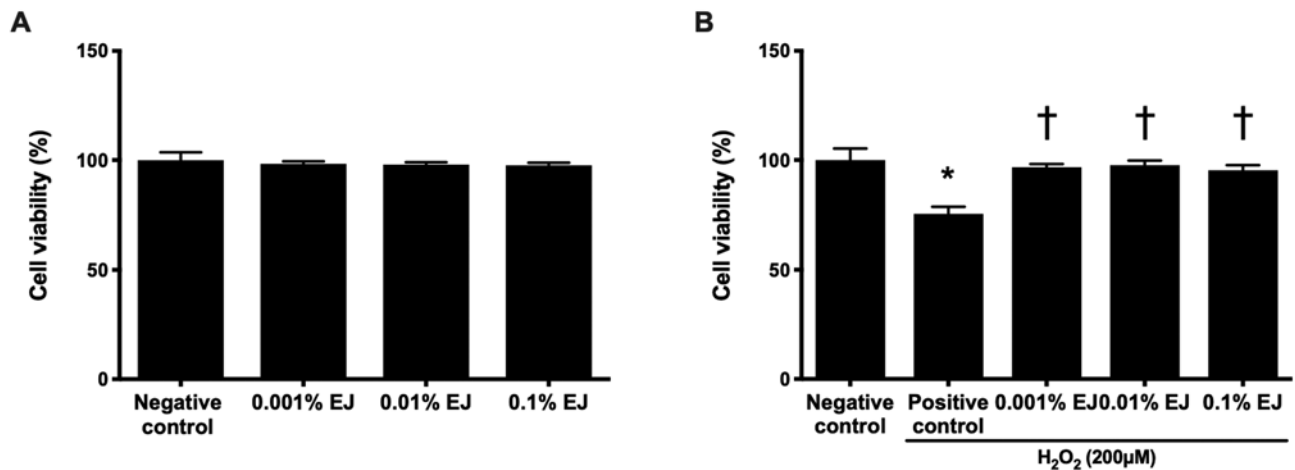 A
150
100
50
0
Cell viability (%)
Negative control
0.001% EJ
0.01% EJ
0.1% EJ
B
150
100
50
0
Cell viability (%)
*
†
†
†
Negative control
Positive control
0.001% EJ
0.01% EJ
0.1% EJ
H₂O₂ (200µM)